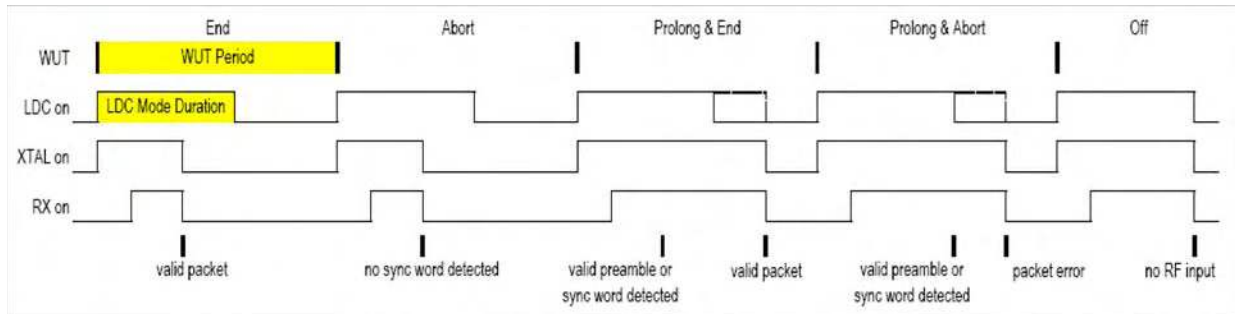 End Abort Prolong & End Prolong & Abort Off
WUT WUT Period
LDC on LDC Mode Duration
XTAL on
RX on
valid packet no sync word detected valid preamble or valid packet valid preamble or packet error no RF input
sync word detected sync word detected